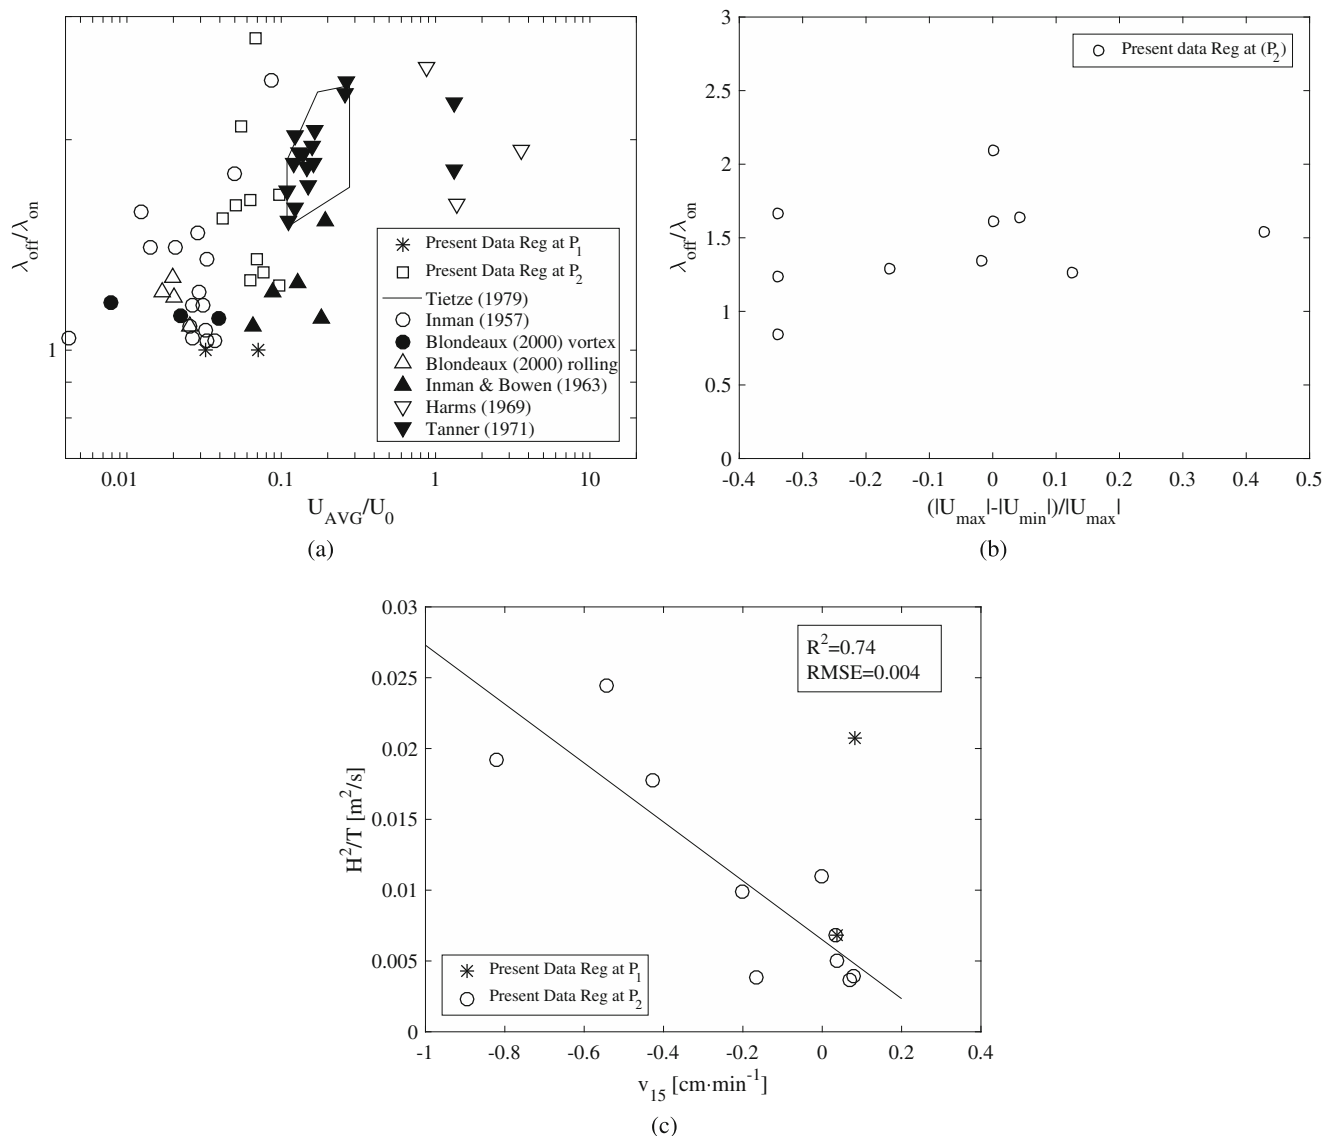 λoff/λon
1
0.01 0.1 1 10
UAVG/U0
Present Data Reg at P1
Present Data Reg at P2
Tietze (1979)
Inman (1957)
Blondeaux (2000) vortex
Blondeaux (2000) rolling
Inman & Bowen (1963)
Harms (1969)
Tanner (1971)
(a)
λoff/λon
3
2.5
2
1.5
1
0.5
0
-0.4 -0.3 -0.2 -0.1 0 0.1 0.2 0.3 0.4 0.5
(|Umax|-|Umin|)/|Umax|
Present data Reg at (P2)
(b)
H²/T [m²/s]
0.03
0.025
0.02
0.015
0.01
0.005
0
-1 -0.8 -0.6 -0.4 -0.2 0 0.2 0.4
v15 [cm·min⁻¹]
R²=0.74
RMSE=0.004
Present Data Reg at P1
Present Data Reg at P2
(c)